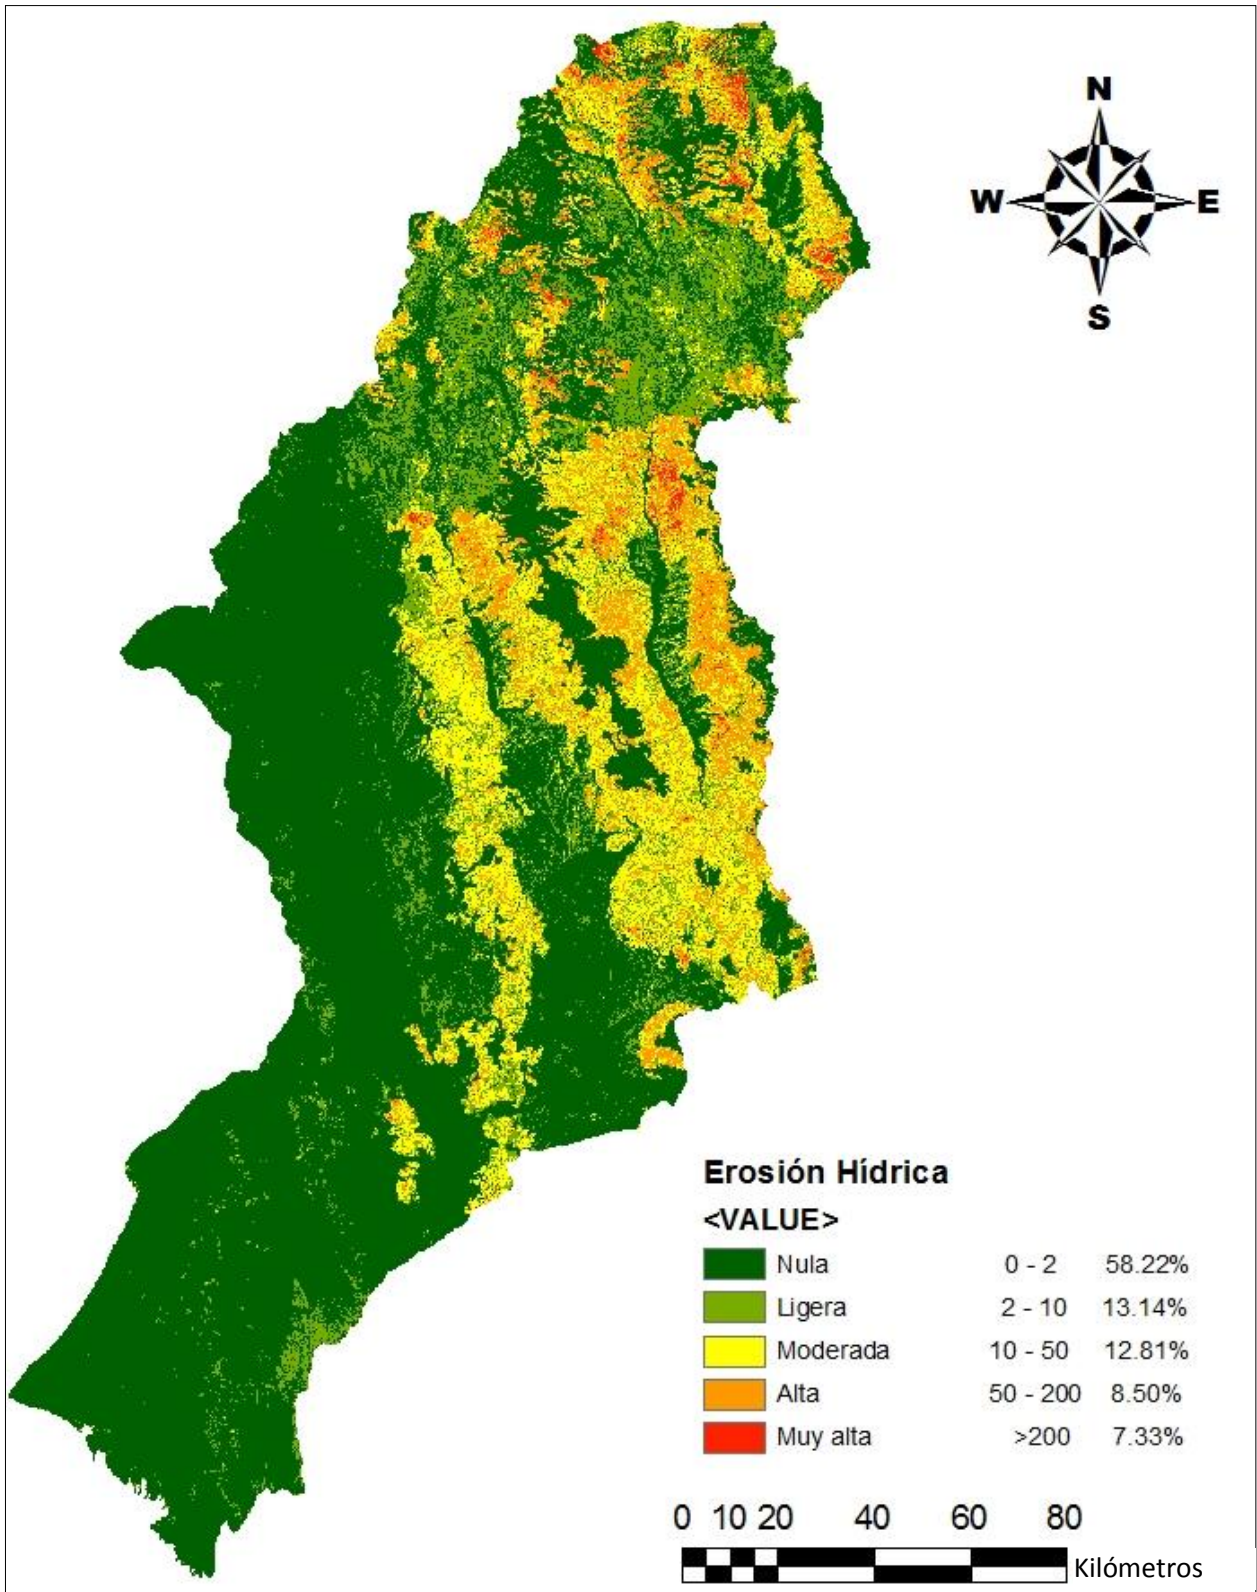 N
W E
S
Erosión Hídrica
<VALUE>
Nula 0 - 2 58.22%
Ligera 2 - 10 13.14%
Moderada 10 - 50 12.81%
Alta 50 - 200 8.50%
Muy alta >200 7.33%
0 10 20 40 60 80
Kilómetros